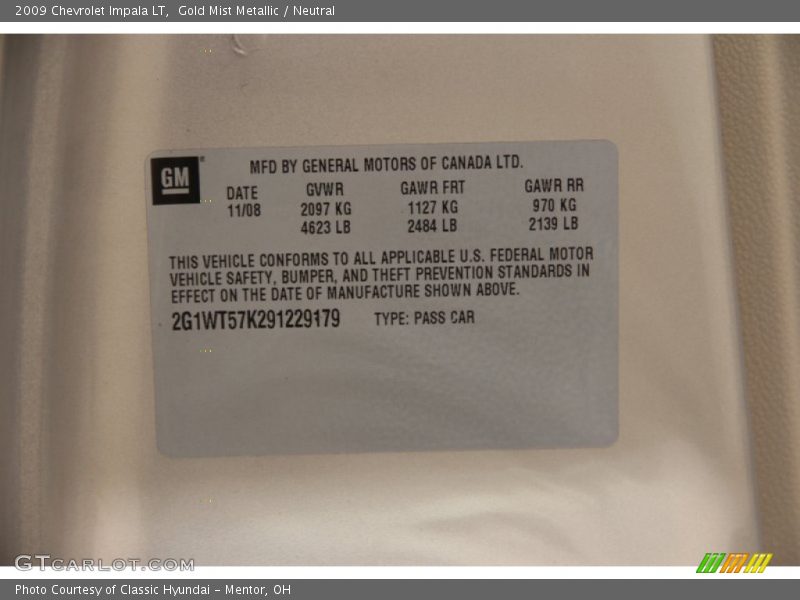 2009 Chevrolet Impala LT,  Gold Mist Metallic / Neutral
GM
MFD BY GENERAL MOTORS OF CANADA LTD.
DATE GVWR GAWR FRT GAWR RR
11/08 2097 KG 1127 KG 970 KG
4623 LB 2484 LB 2139 LB
THIS VEHICLE CONFORMS TO ALL APPLICABLE U.S. FEDERAL MOTOR
VEHICLE SAFETY, BUMPER, AND THEFT PREVENTION STANDARDS IN
EFFECT ON THE DATE OF MANUFACTURE SHOWN ABOVE.
2G1WT57K291229179 TYPE: PASS CAR
GTCARLOT.COM
Photo Courtesy of Classic Hyundai - Mentor, OH